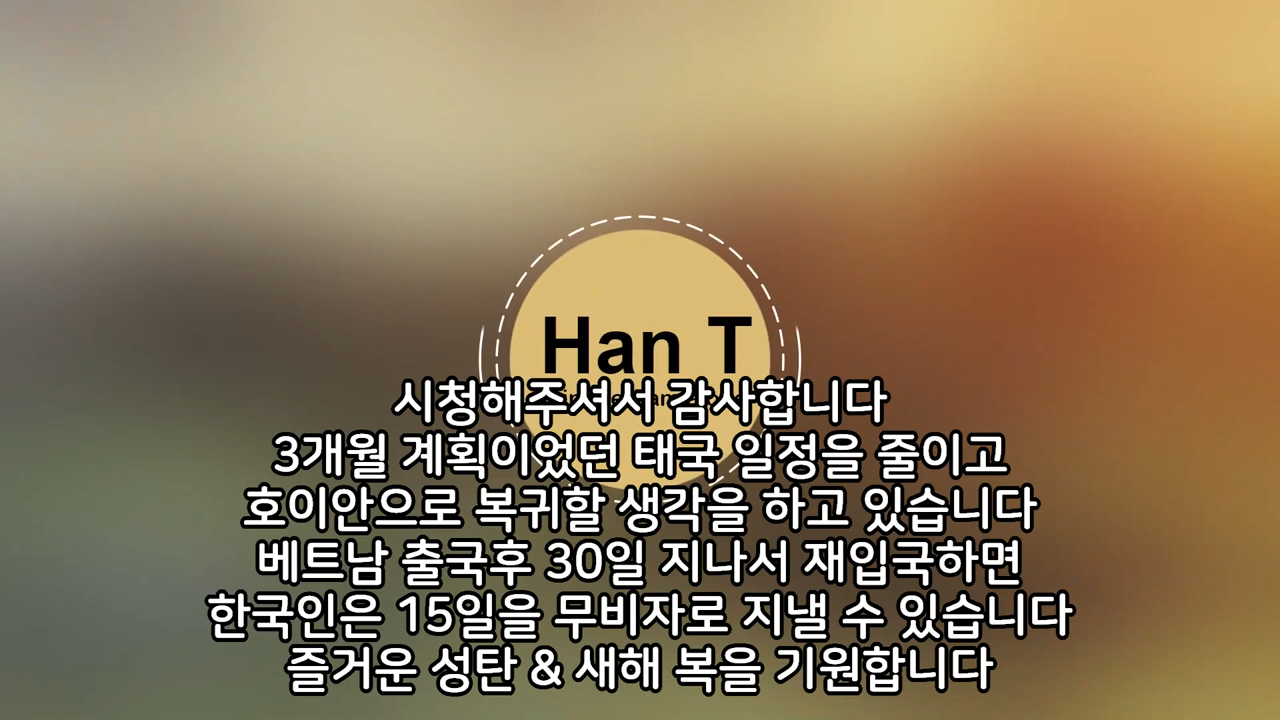 Han T
시청해주셔서 감사합니다
3개월 계획이었던 태국 일정을 줄이고
호이안으로 복귀할 생각을 하고 있습니다
베트남 출국후 30일 지나서 재입국하면
한국인은 15일을 무비자로 지낼 수 있습니다
즐거운 성탄 & 새해 복을 기원합니다